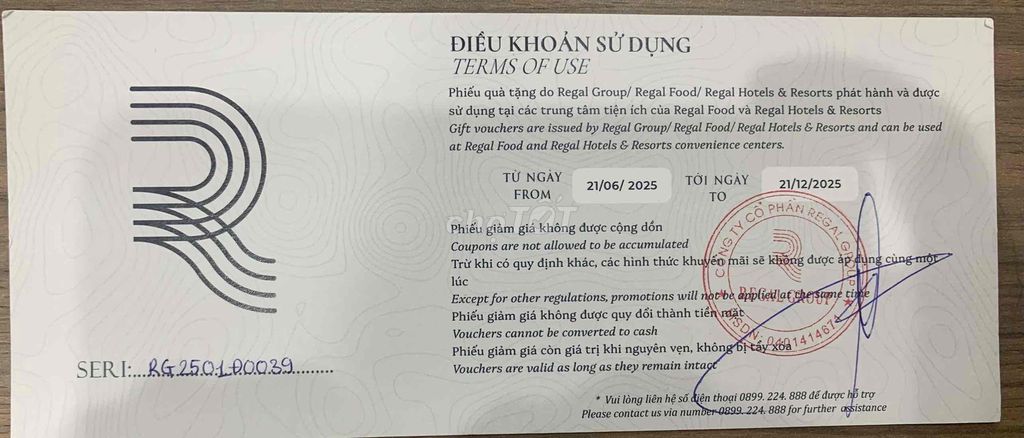 ĐIỀU KHOẢN SỬ DỤNG
TERMS OF USE
Phiếu quà tặng do Regal Group/ Regal Food/ Regal Hotels & Resorts phát hành và được
sử dụng tại các trung tâm tiện ích của Regal Food và Regal Hotels & Resorts
Gift vouchers are issued by Regal Group/ Regal Food/ Regal Hotels & Resorts and can be used
at Regal Food and Regal Hotels & Resorts convenience centers.
TỪ NGÀY 21/06/ 2025 TỚI NGÀY 21/12/2025
FROM TO
chợTỐT
Phiếu giảm giá không được cộng dồn
Coupons are not allowed to be accumulated
Trừ khi có quy định khác, các hình thức khuyến mãi sẽ không được áp dụng cùng một
lúc
Except for other regulations, promotions will not be applied at the same time
Phiếu giảm giá không được quy đổi thành tiền mặt
Vouchers cannot be converted to cash
Phiếu giảm giá còn giá trị khi nguyên vẹn, không bị tẩy xóa
Vouchers are valid as long as they remain intact
CÔNG TY CỔ PHẦN REGAL GROUP
REGAL GROUP
MSDN: 0401414671
SERI:...RG250100039.........
* Vui lòng liên hệ số điện thoại 0899. 224. 888 để được hỗ trợ
Please contact us via number 0899. 224. 888 for further assistance